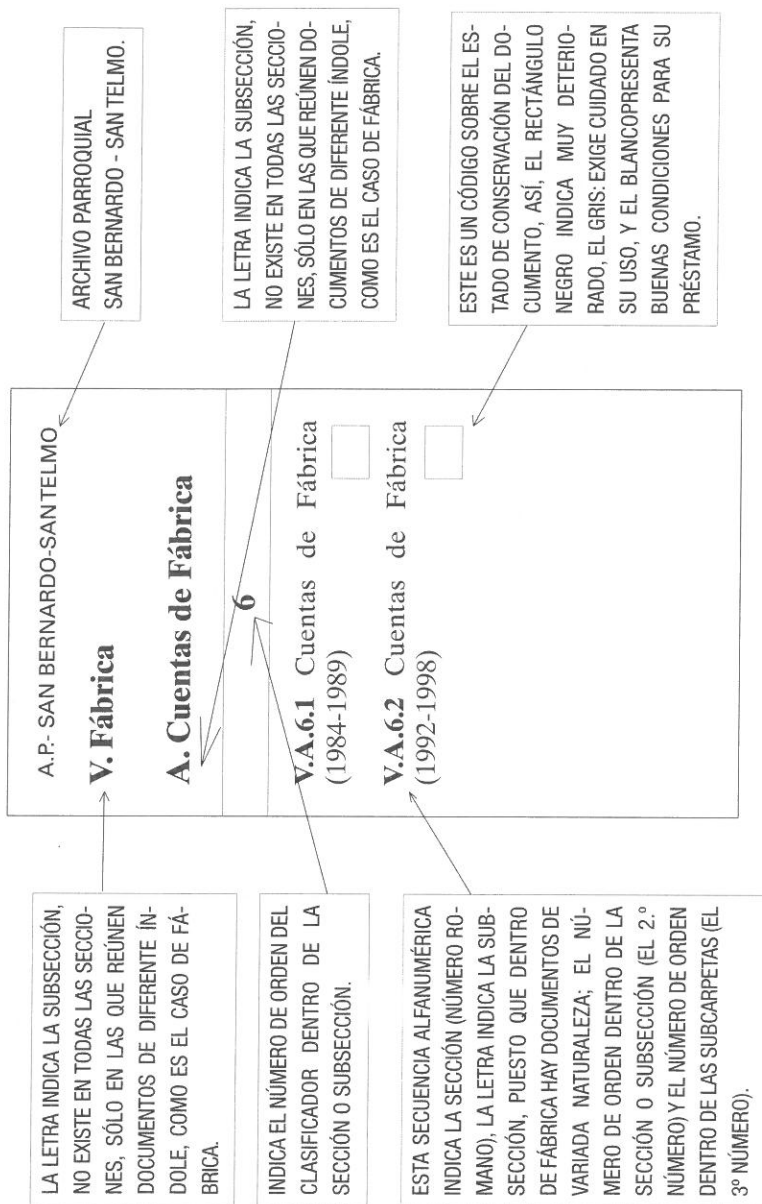 ARCHIVO PARROQUIAL
SAN BERNARDO - SAN TELMO.
LA LETRA INDICA LA SUBSECCIÓN,
NO EXISTE EN TODAS LAS SECCIO-
NES, SÓLO EN LAS QUE REÚNEN DO-
CUMENTOS DE DIFERENTE ÍNDOLE,
COMO ES EL CASO DE FÁBRICA.
ESTE ES UN CÓDIGO SOBRE EL ES-
TADO DE CONSERVACIÓN DEL DO-
CUMENTO, ASÍ, EL RECTÁNGULO
NEGRO INDICA MUY DETERIO-
RADO, EL GRIS: EXIGE CUIDADO EN
SU USO, Y EL BLANCOPRESENTA
BUENAS CONDICIONES PARA SU
PRÉSTAMO.
A.P.- SAN BERNARDO-SANTELMO
V. Fábrica
A. Cuentas de Fábrica
6
V.A.6.1 Cuentas de Fábrica
(1984-1989)
V.A.6.2 Cuentas de Fábrica
(1992-1998)
LA LETRA INDICA LA SUBSECCIÓN,
NO EXISTE EN TODAS LAS SECCIO-
NES, SÓLO EN LAS QUE REÚNEN
DOCUMENTOS DE DIFERENTE ÍN-
DOLE, COMO ES EL CASO DE FÁ-
BRICA.
INDICA EL NÚMERO DE ORDEN DEL
CLASIFICADOR DENTRO DE LA
SECCIÓN O SUBSECCIÓN.
ESTA SECUENCIA ALFANUMÉRICA
INDICA LA SECCIÓN (NÚMERO RO-
MANO), LA LETRA INDICA LA SUB-
SECCIÓN, PUESTO QUE DENTRO
DE FÁBRICA HAY DOCUMENTOS DE
VARIADA NATURALEZA; EL NÚ-
MERO DE ORDEN DENTRO DE LA
SECCIÓN O SUBSECCIÓN (EL 2.º
NÚMERO) Y EL NÚMERO DE ORDEN
DENTRO DE LAS SUBCARPETAS (EL
3º NÚMERO).